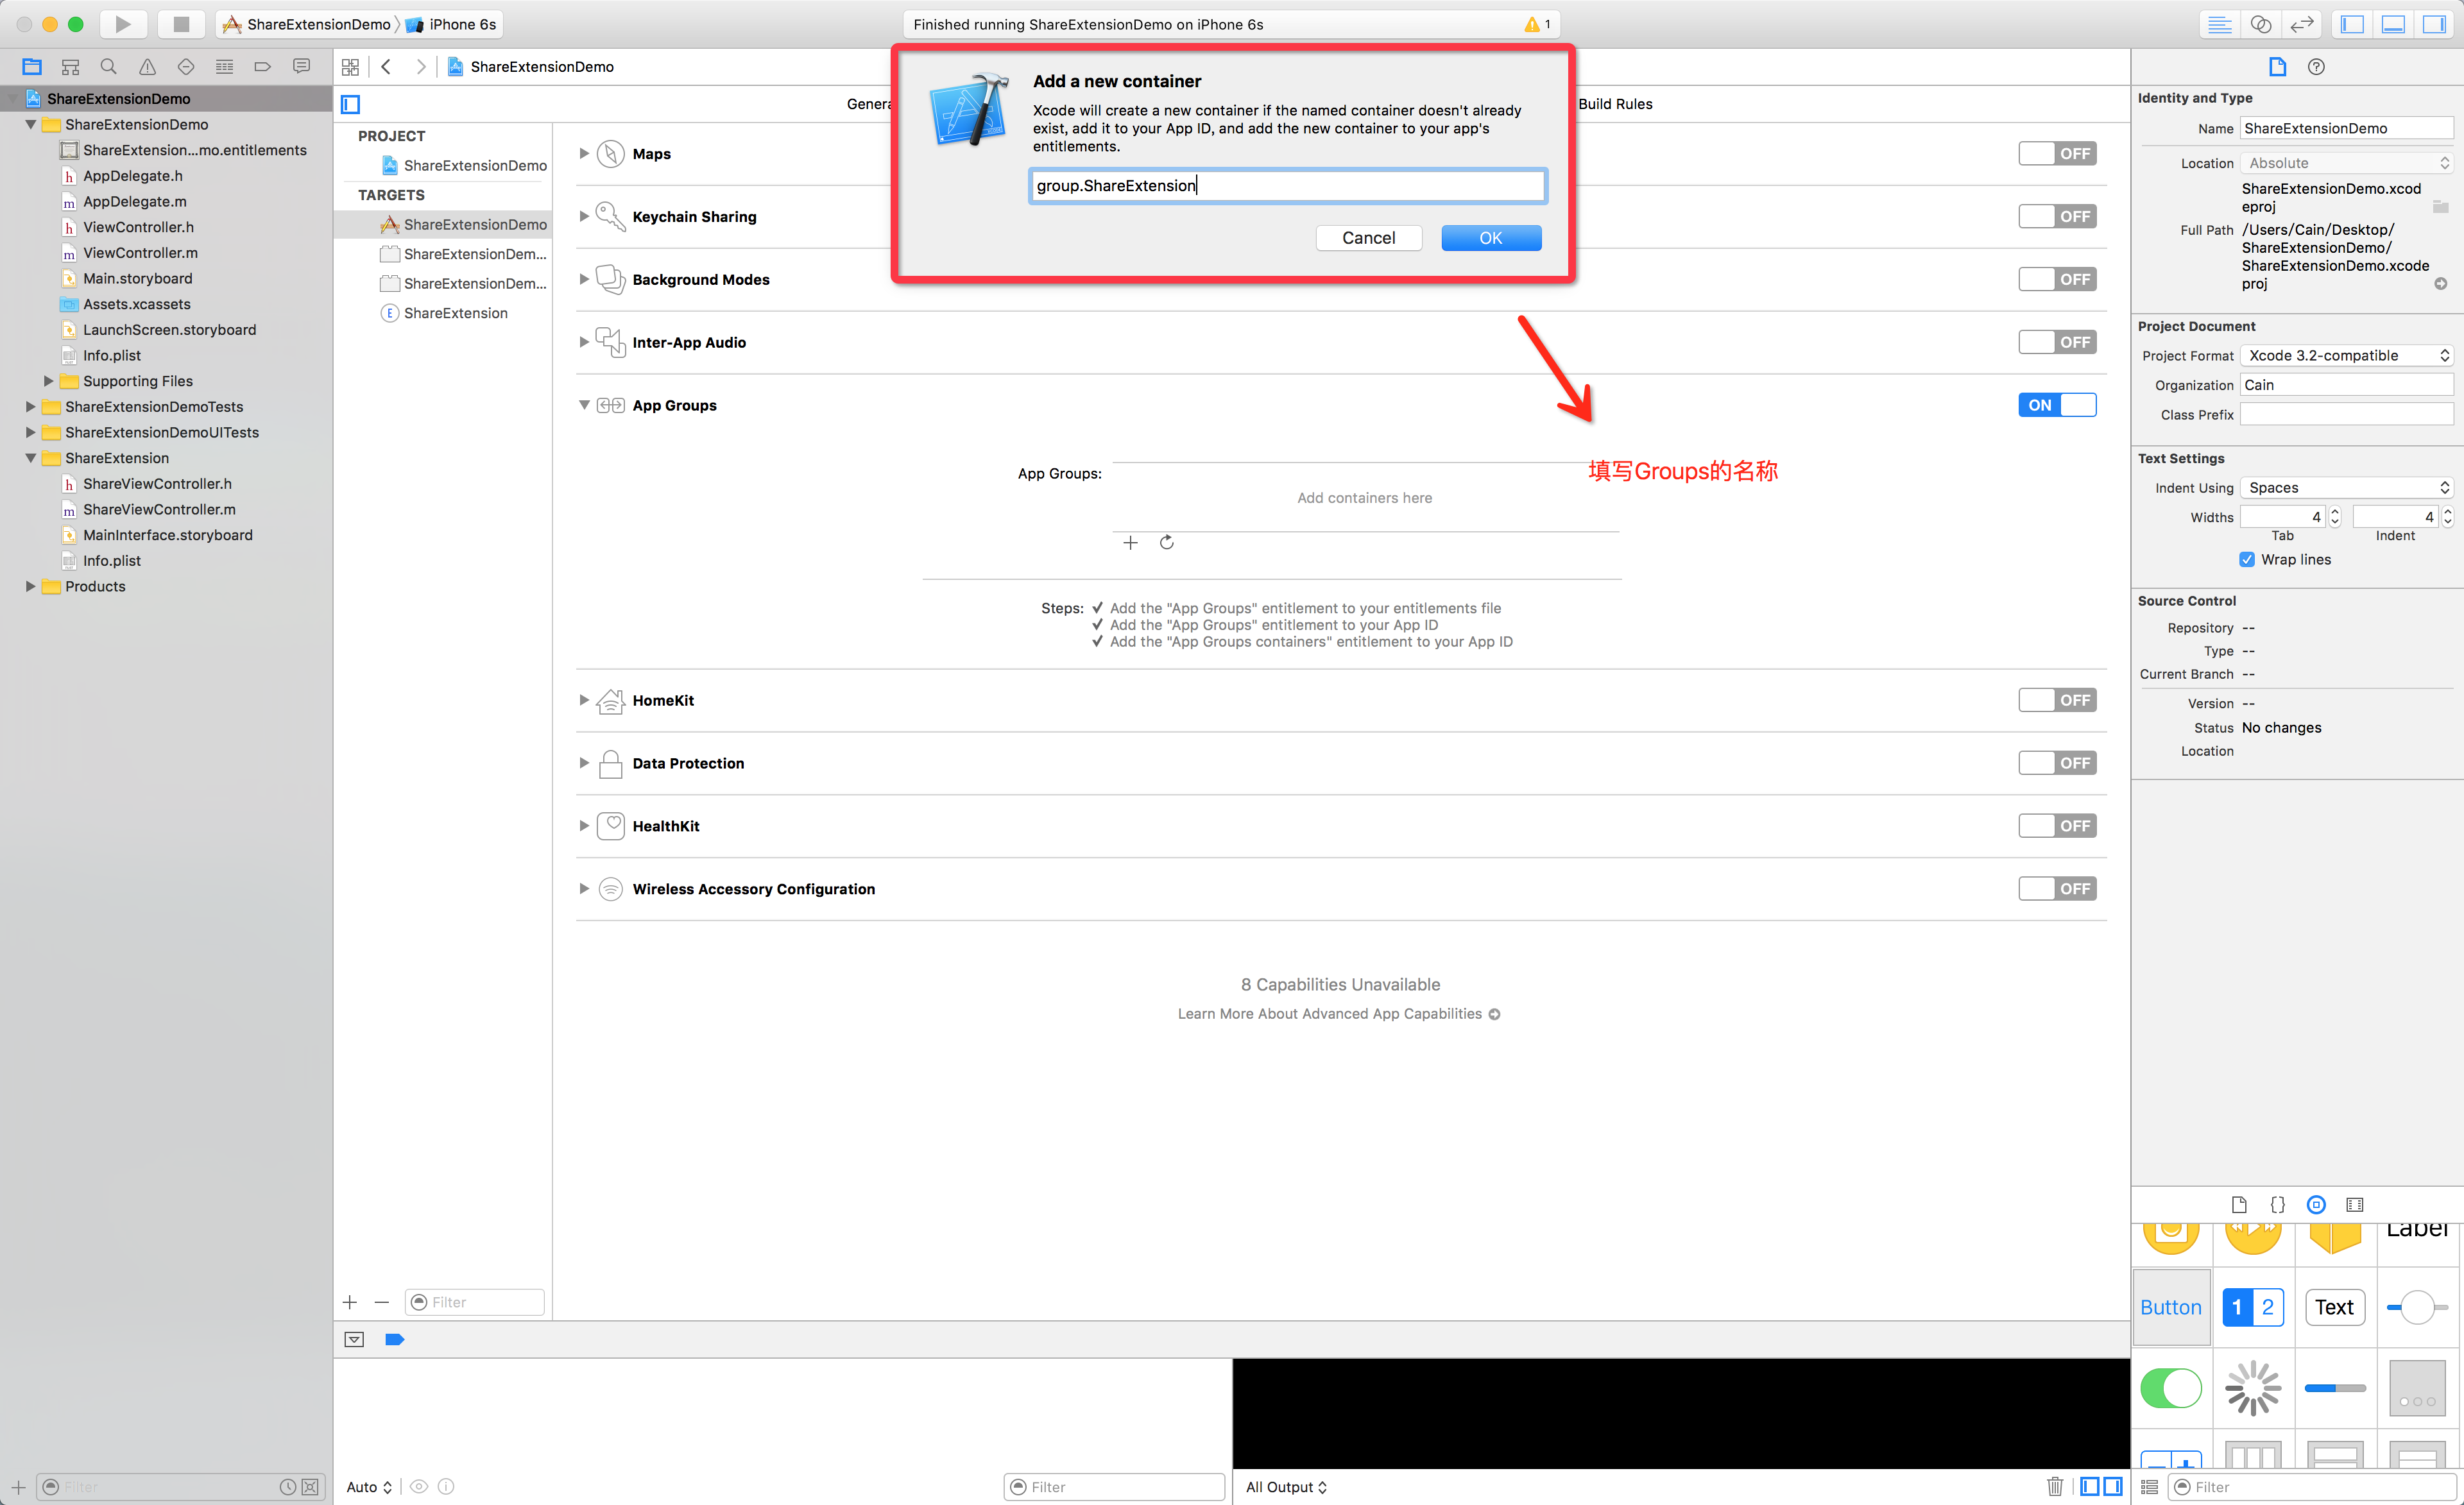 ShareExtensionDemo
iPhone 6s
Finished running ShareExtensionDemo on iPhone 6s
1
ShareExtensionDemo
ShareExtensionDemo
ShareExtensionDemo
ShareExtension...mo.entitlements
AppDelegate.h
AppDelegate.m
ViewController.h
ViewController.m
Main.storyboard
Assets.xcassets
LaunchScreen.storyboard
Info.plist
Supporting Files
ShareExtensionDemoTests
ShareExtensionDemoUITests
ShareExtension
ShareViewController.h
ShareViewController.m
MainInterface.storyboard
Info.plist
Products
Filter
PROJECT
ShareExtensionDemo
TARGETS
ShareExtensionDemo
ShareExtensionDem...
ShareExtensionDem...
E ShareExtension
Filter
Build Rules
Add a new container
Xcode will create a new container if the named container doesn't already
exist, add it to your App ID, and add the new container to your app's
entitlements.
group.ShareExtension
Cancel
OK
Maps
OFF
Keychain Sharing
OFF
Background Modes
OFF
Inter-App Audio
OFF
App Groups
ON
App Groups:
填写Groups的名称
Add containers here
Steps: ✓ Add the "App Groups" entitlement to your entitlements file
✓ Add the "App Groups" entitlement to your App ID
✓ Add the "App Groups containers" entitlement to your App ID
HomeKit
OFF
Data Protection
OFF
HealthKit
OFF
Wireless Accessory Configuration
OFF
8 Capabilities Unavailable
Learn More About Advanced App Capabilities
Auto
Filter
All Output
Identity and Type
Name ShareExtensionDemo
Location Absolute
ShareExtensionDemo.xcod
eproj
Full Path /Users/Cain/Desktop/
ShareExtensionDemo/
ShareExtensionDemo.xcode
proj
Project Document
Project Format Xcode 3.2-compatible
Organization Cain
Class Prefix
Text Settings
Indent Using Spaces
Widths 4 4
Tab Indent
Wrap lines
Source Control
Repository --
Type --
Current Branch --
Version --
Status No changes
Location
Label
Button
1 2
Text
Filter